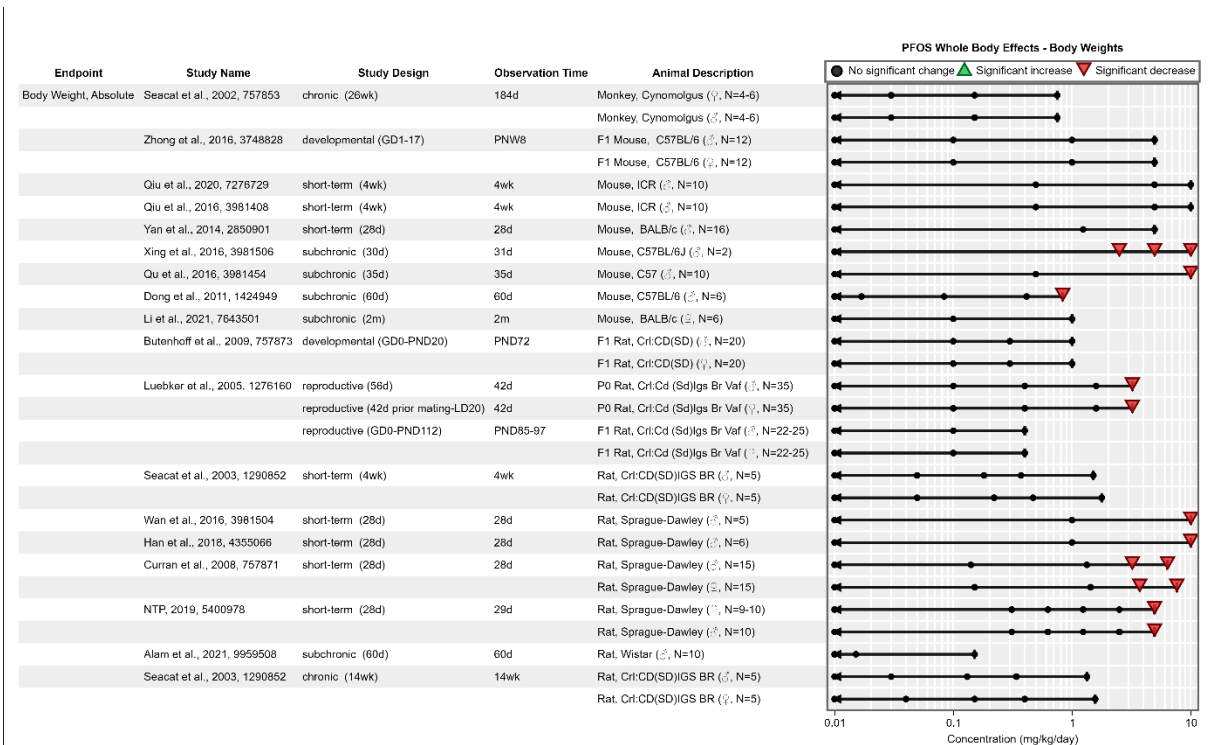 PFOS Whole Body Effects - Body Weights
Endpoint Study Name Study Design Observation Time Animal Description
No significant change Significant increase Significant decrease
Body Weight, Absolute Seacat et al., 2002, 757853 chronic (26wk) 184d Monkey, Cynomolgus (♀, N=4-6)
Monkey, Cynomolgus (♂, N=4-6)
Zhong et al., 2016, 3748828 developmental (GD1-17) PNW8 F1 Mouse, C57BL/6 (♂, N=12)
F1 Mouse, C57BL/6 (♀, N=12)
Qiu et al., 2020, 7276729 short-term (4wk) 4wk Mouse, ICR (♂, N=10)
Qiu et al., 2016, 3981408 short-term (4wk) 4wk Mouse, ICR (♂, N=10)
Yan et al., 2014, 2850901 short-term (28d) 28d Mouse, BALB/c (♂, N=16)
Xing et al., 2016, 3981506 subchronic (30d) 31d Mouse, C57BL/6J (♂, N=2)
Qu et al., 2016, 3981454 subchronic (35d) 35d Mouse, C57 (♂, N=10)
Dong et al., 2011, 1424949 subchronic (60d) 60d Mouse, C57BL/6 (♂, N=6)
Li et al., 2021, 7643501 subchronic (2m) 2m Mouse, BALB/c (♀, N=6)
Butenhoff et al., 2009, 757873 developmental (GD0-PND20) PND72 F1 Rat, Crl:CD(SD) (♂, N=20)
F1 Rat, Crl:CD(SD) (♀, N=20)
Luebker et al., 2005, 1276160 reproductive (56d) 42d P0 Rat, Crl:Cd (Sd)Igs Br Vaf (♂, N=35)
reproductive (42d prior mating-LD20) 42d P0 Rat, Crl:Cd (Sd)Igs Br Vaf (♀, N=35)
reproductive (GD0-PND112) PND85-97 F1 Rat, Crl:Cd (Sd)Igs Br Vaf (♂, N=22-25)
F1 Rat, Crl:Cd (Sd)Igs Br Vaf (♀, N=22-25)
Seacat et al., 2003, 1290852 short-term (4wk) 4wk Rat, Crl:CD(SD)IGS BR (♂, N=5)
Rat, Crl:CD(SD)IGS BR (♀, N=5)
Wan et al., 2016, 3981504 short-term (28d) 28d Rat, Sprague-Dawley (♂, N=5)
Han et al., 2018, 4355066 short-term (28d) 28d Rat, Sprague-Dawley (♂, N=6)
Curran et al., 2008, 757871 short-term (28d) 28d Rat, Sprague-Dawley (♂, N=15)
Rat, Sprague-Dawley (♀, N=15)
NTP, 2019, 5400978 short-term (28d) 29d Rat, Sprague-Dawley (♀, N=9-10)
Rat, Sprague-Dawley (♂, N=10)
Alam et al., 2021, 9959508 subchronic (60d) 60d Rat, Wistar (♂, N=10)
Seacat et al., 2003, 1290852 chronic (14wk) 14wk Rat, Crl:CD(SD)IGS BR (♂, N=5)
Rat, Crl:CD(SD)IGS BR (♀, N=5)
0.01 0.1 1 10
Concentration (mg/kg/day)